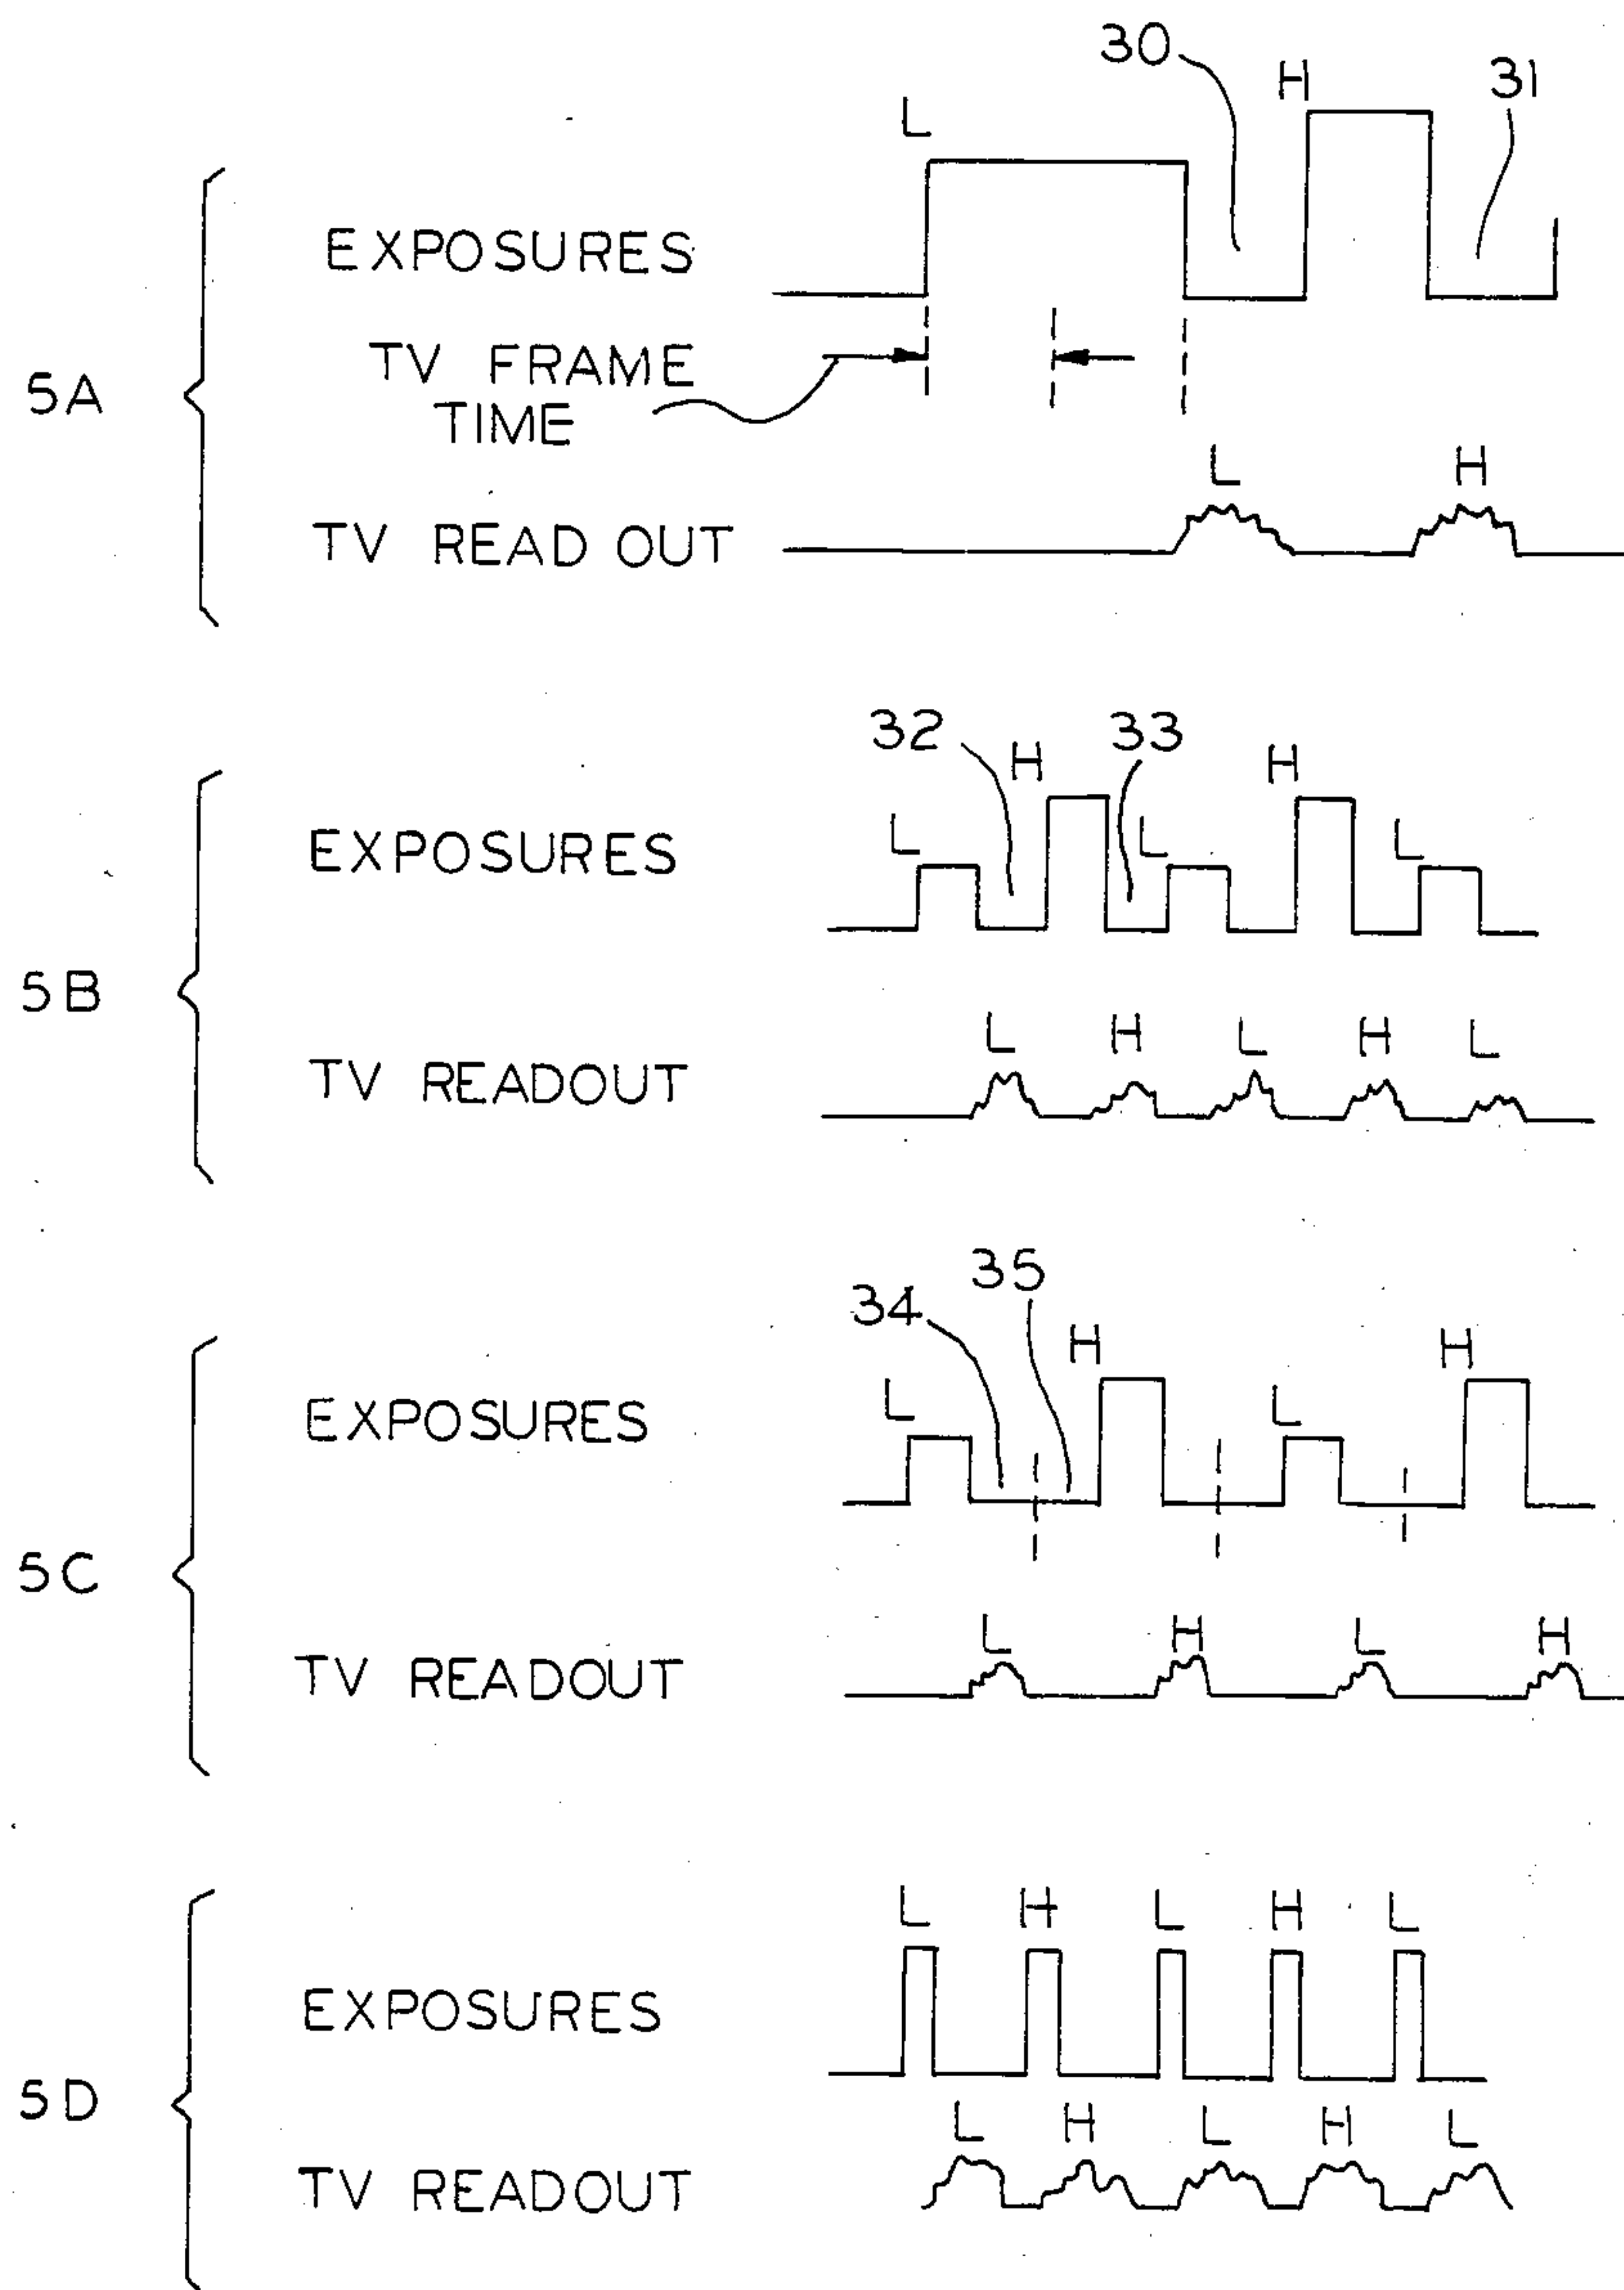 30 H 31
L
EXPOSURES
5A
TV FRAME
TIME
L H
TV READ OUT
32 H 33 H
L L L
EXPOSURES
5B
L H L H L
TV READOUT
34 35
H H
L L
EXPOSURES
5C
L H L H
TV READOUT
L H L H L
EXPOSURES
5D
L H L H L
TV READOUT